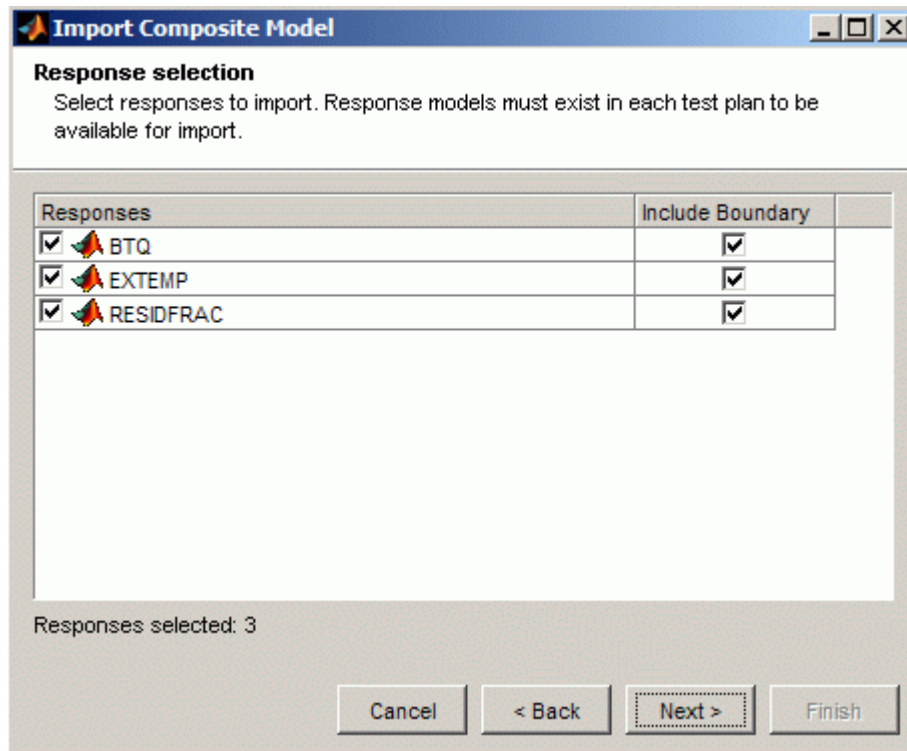 Import Composite Model
Response selection
Select responses to import. Response models must exist in each test plan to be
available for import.
Responses Include Boundary
BTQ
EXTEMP
RESIDFRAC
Responses selected: 3
Cancel < Back Next > Finish